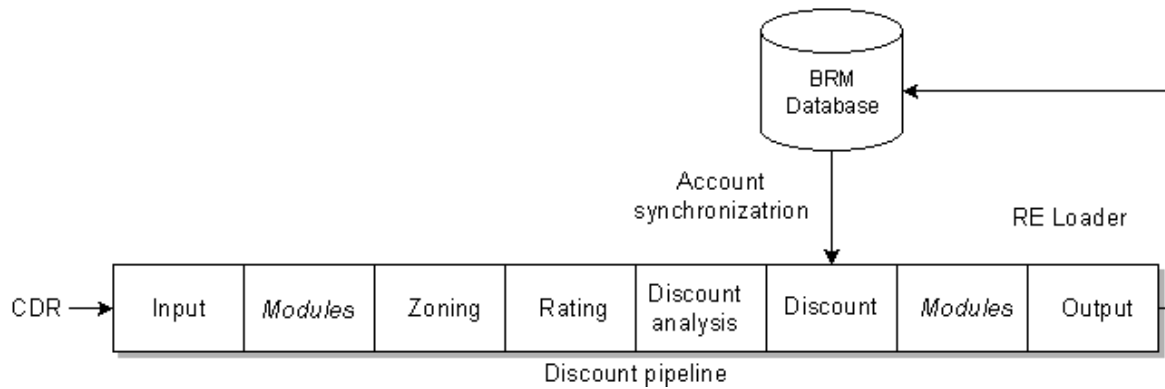 BRM
Database
Account
synchronizatrion
RE Loader
CDR
Input
Modules
Zoning
Rating
Discount
analysis
Discount
Modules
Output
Discount pipeline